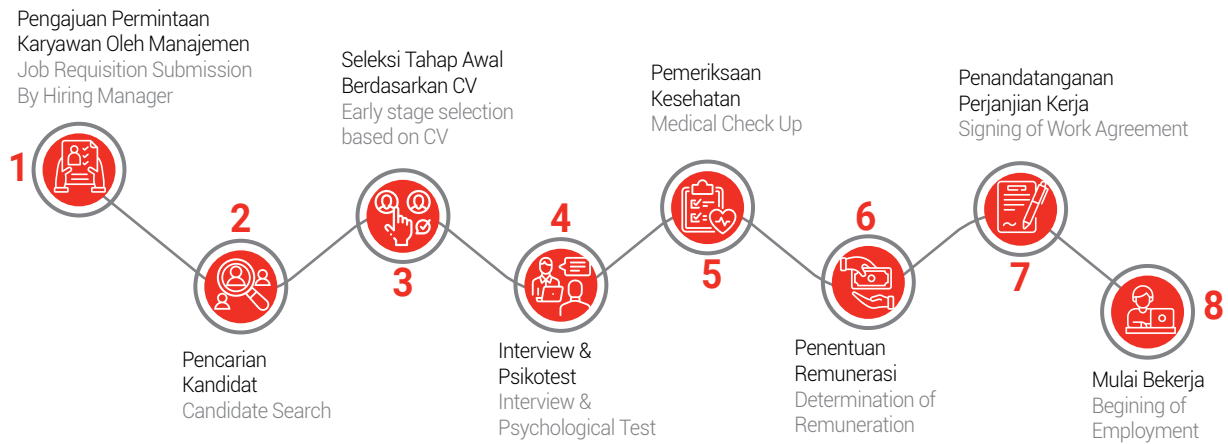 Pengajuan Permintaan
Karyawan Oleh Manajemen
Job Requisition Submission
By Hiring Manager
1
2
Pencarian
Kandidat
Candidate Search
Seleksi Tahap Awal
Berdasarkan CV
Early stage selection
based on CV
3
4
Interview &
Psikotest
Interview &
Psychological Test
Pemeriksaan
Kesehatan
Medical Check Up
5
6
Penentuan
Remunerasi
Determination of
Remuneration
Penandatanganan
Perjanjian Kerja
Signing of Work Agreement
7
8
Mulai Bekerja
Begining of
Employment